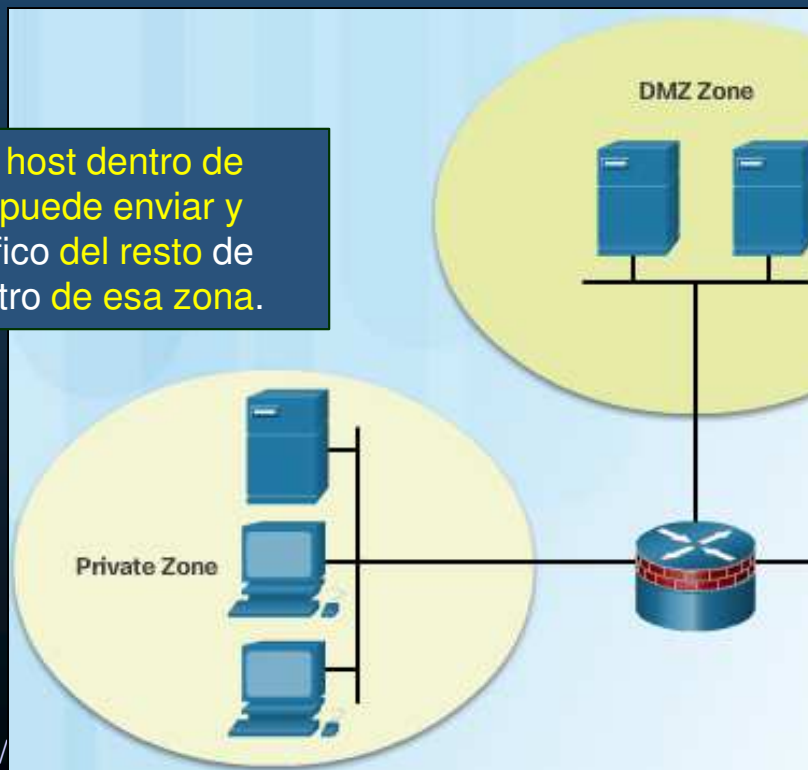 DMZ Zone
host dentro de
puede enviar y
fico del resto de
tro de esa zona.
Private Zone